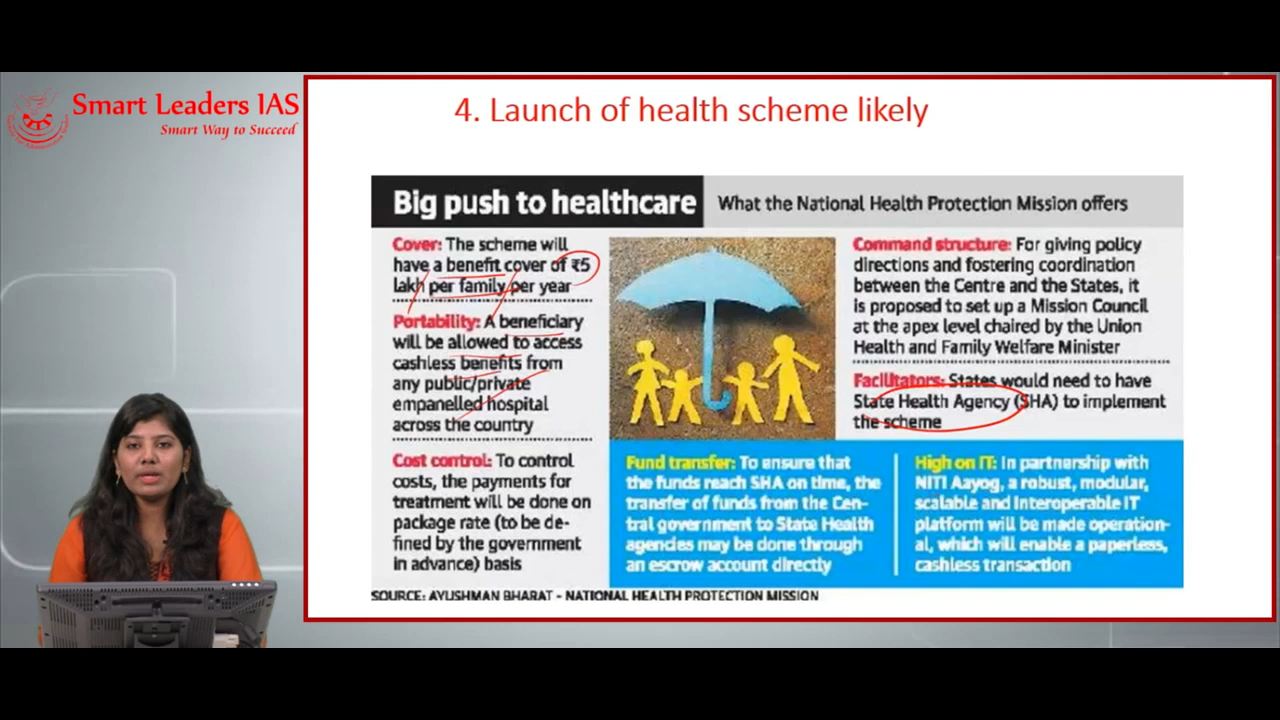 Smart Leaders IAS
Smart Way to Succeed
4. Launch of health scheme likely
Big push to healthcare
What the National Health Protection Mission offers
Cover: The scheme will
have a benefit cover of ₹5
lakh per family per year
Portability: A beneficiary
will be allowed to access
cashless benefits from
any public/private
empanelled hospital
across the country
Cost control: To control
costs, the payments for
treatment will be done on
package rate (to be de-
fined by the government
in advance) basis
Command structure: For giving policy
directions and fostering coordination
between the Centre and the States, it
is proposed to set up a Mission Council
at the apex level chaired by the Union
Health and Family Welfare Minister
Facilitators: States would need to have
State Health Agency (SHA) to implement
the scheme
Fund transfer: To ensure that
the funds reach SHA on time, the
transfer of funds from the Cen-
tral government to State Health
agencies may be done through
an escrow account directly
High on IT: In partnership with
NITI Aayog, a robust, modular,
scalable and interoperable IT
platform will be made operation-
al, which will enable a paperless,
cashless transaction
SOURCE: AYUSHMAN BHARAT - NATIONAL HEALTH PROTECTION MISSION